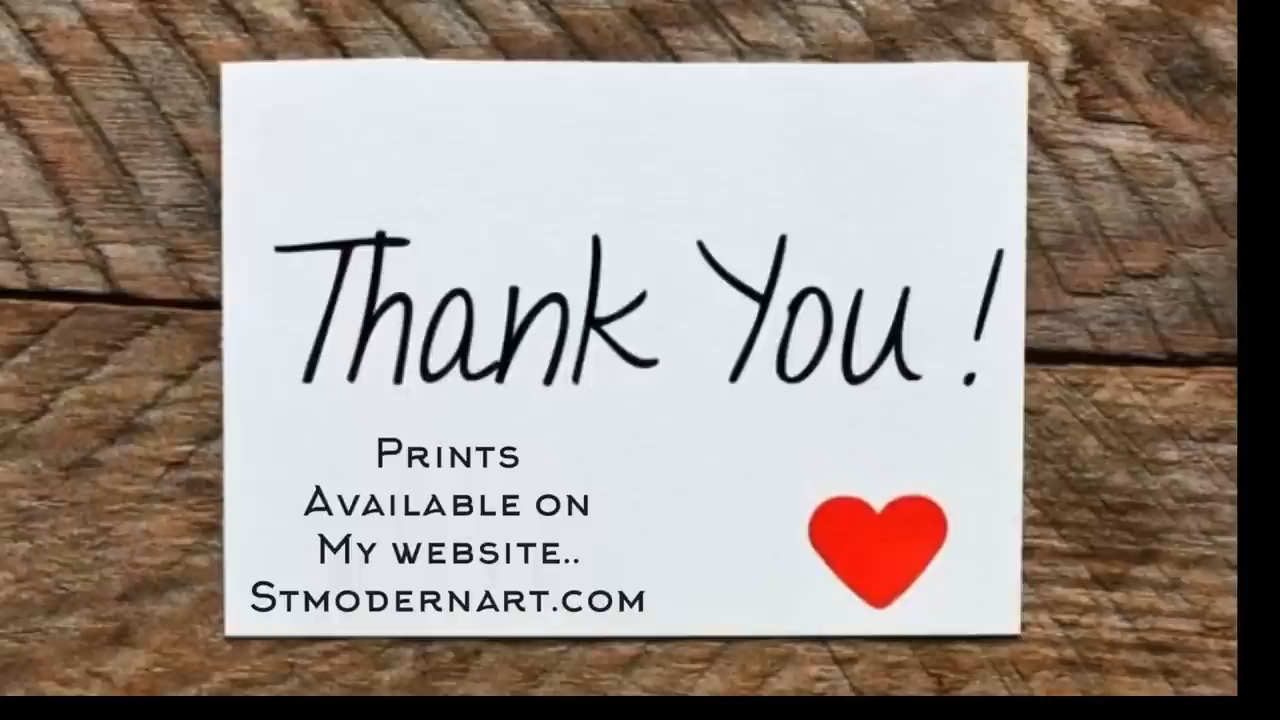 Thank You!
Prints
Available on
My website..
Stmodernart.com